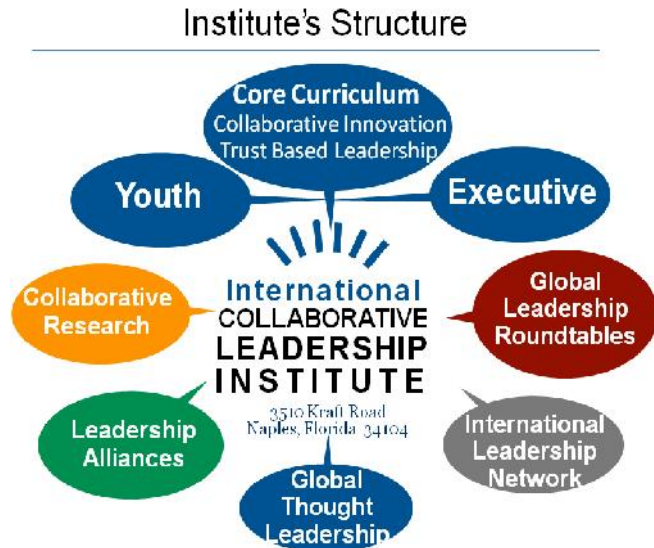 Institute's Structure
Core Curriculum
Collaborative Innovation
Trust Based Leadership
Youth
Executive
International
COLLABORATIVE
LEADERSHIP
INSTITUTE
3510 Kraft Road
Naples, Florida 34104
Collaborative
Research
Global
Leadership
Roundtables
Leadership
Alliances
International
Leadership
Network
Global
Thought
Leadership